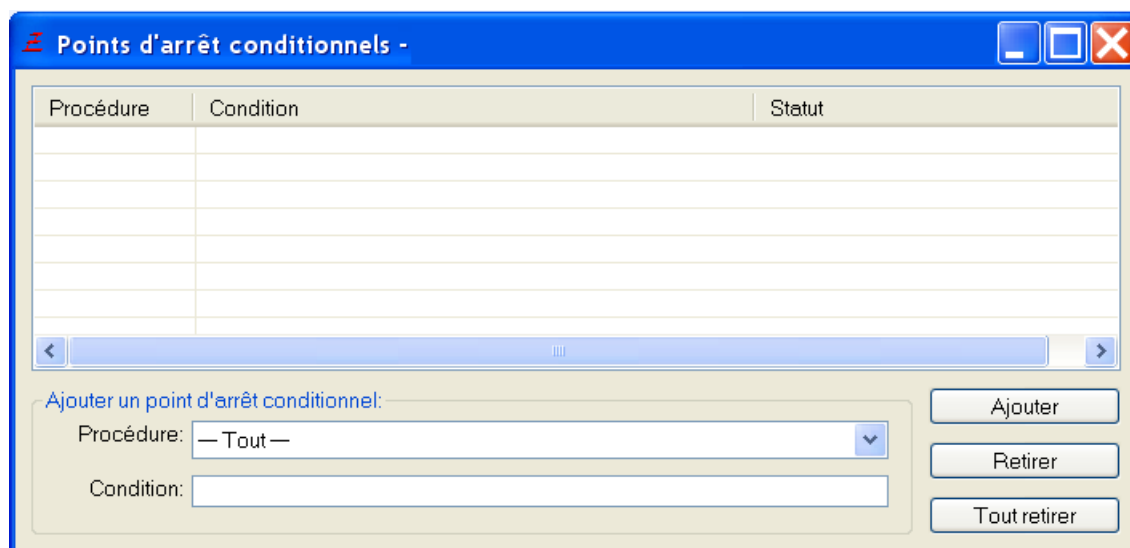 Points d'arrêt conditionnels -
Procédure Condition Statut
Ajouter un point d'arrêt conditionnel:
Procédure: — Tout —
Condition:
Ajouter
Retirer
Tout retirer